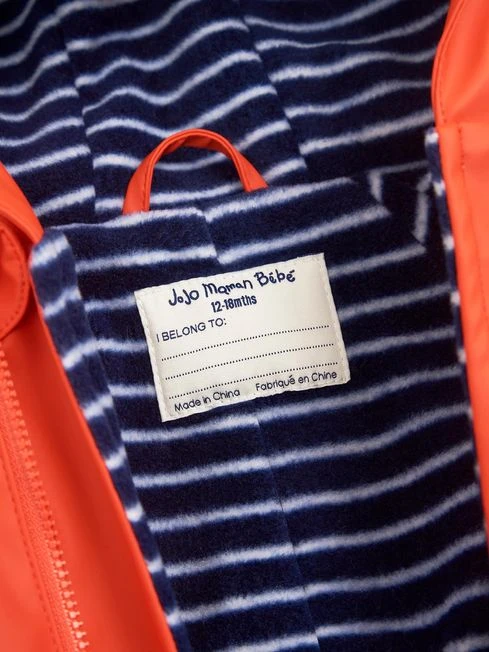 JoJo Maman Bébé
12-18mths
I BELONG TO:
Made in China Fabriqué en Chine